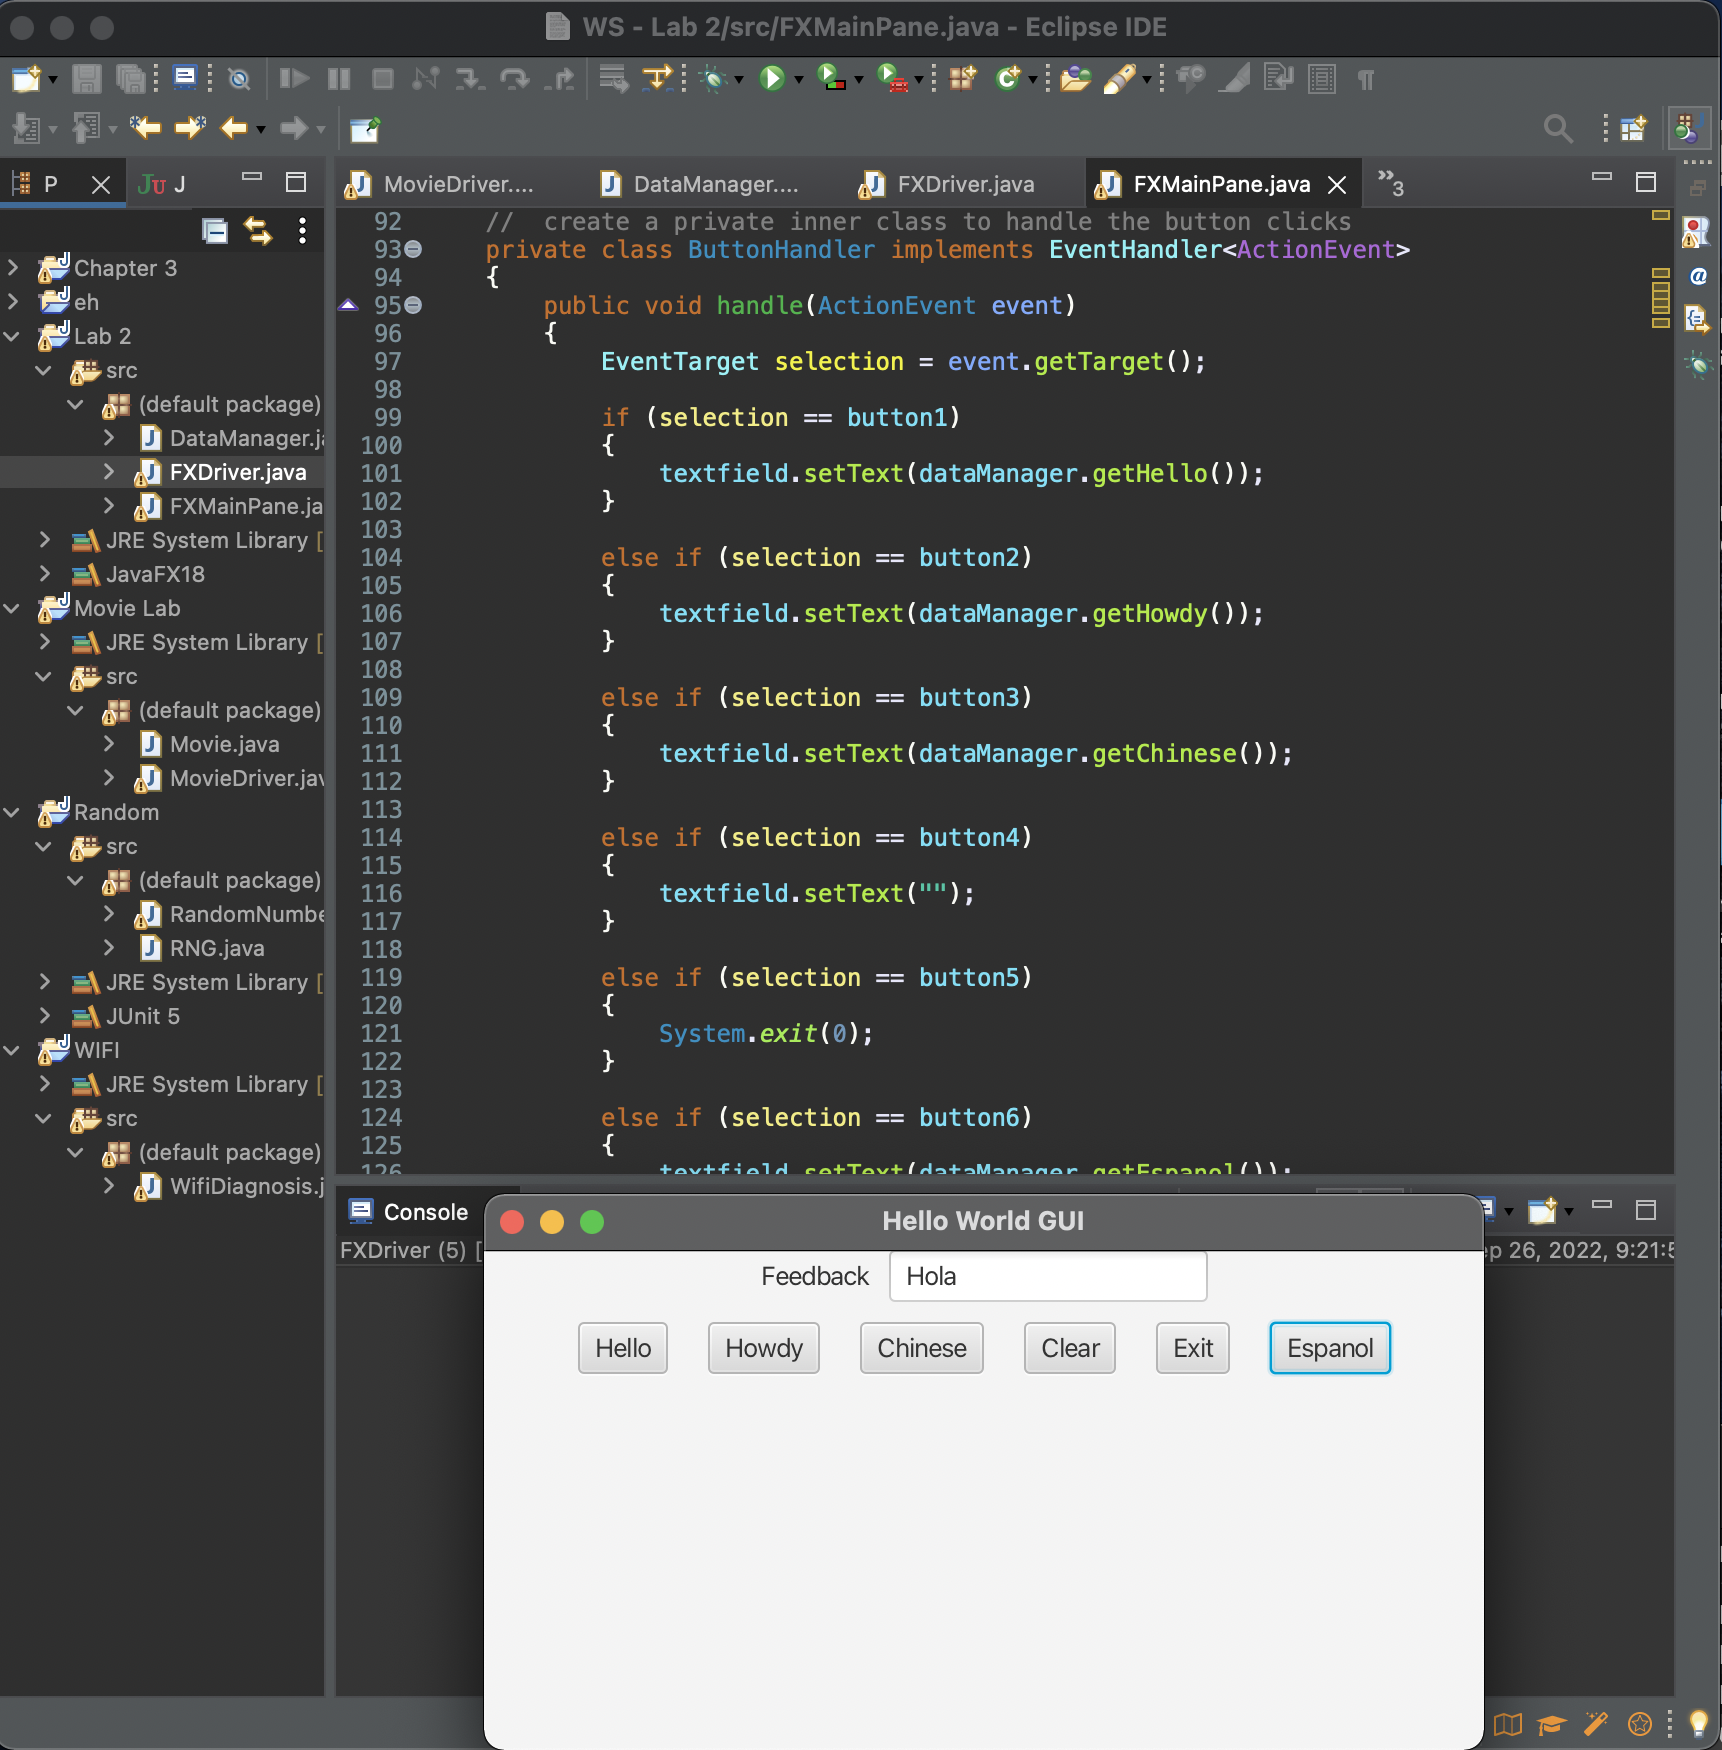 WS - Lab 2/src/FXMainPane.java - Eclipse IDE
P
JU J
MovieDriver....
DataManager....
FXDriver.java
FXMainPane.java
»3
Chapter 3
eh
Lab 2
src
(default package)
DataManager.ja
FXDriver.java
FXMainPane.ja
JRE System Library [
JavaFX18
Movie Lab
JRE System Library [
src
(default package)
Movie.java
MovieDriver.jav
Random
src
(default package)
RandomNumbe
RNG.java
JRE System Library [
JUnit 5
WIFI
JRE System Library [
src
(default package)
WifiDiagnosis.j
92 // create a private inner class to handle the button clicks
93 private class ButtonHandler implements EventHandler<ActionEvent>
94 {
95 public void handle(ActionEvent event)
96 {
97 EventTarget selection = event.getTarget();
98
99 if (selection == button1)
100 {
101 textfield.setText(dataManager.getHello());
102 }
103
104 else if (selection == button2)
105 {
106 textfield.setText(dataManager.getHowdy());
107 }
108
109 else if (selection == button3)
110 {
111 textfield.setText(dataManager.getChinese());
112 }
113
114 else if (selection == button4)
115 {
116 textfield.setText("");
117 }
118
119 else if (selection == button5)
120 {
121 System.exit(0);
122 }
123
124 else if (selection == button6)
125 {
126 textfield.setText(dataManager.getEspanol());
Console
FXDriver (5) [
ep 26, 2022, 9:21:5
Hello World GUI
Feedback Hola
Hello Howdy Chinese Clear Exit Espanol